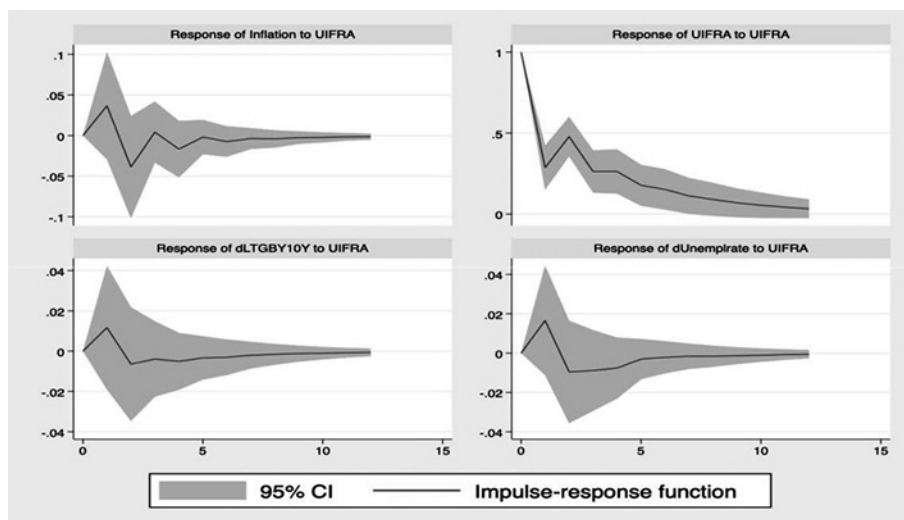 Response of Inflation to UIFRA
.1
.05
0
-.05
-.1
Response of UIFRA to UIFRA
1
.5
0
Response of dLTGBY10Y to UIFRA
.04
.02
0
-.02
-.04
0 5 10 15
Response of dUnemplrate to UIFRA
.04
.02
0
-.02
-.04
0 5 10 15
95% CI Impulse-response function